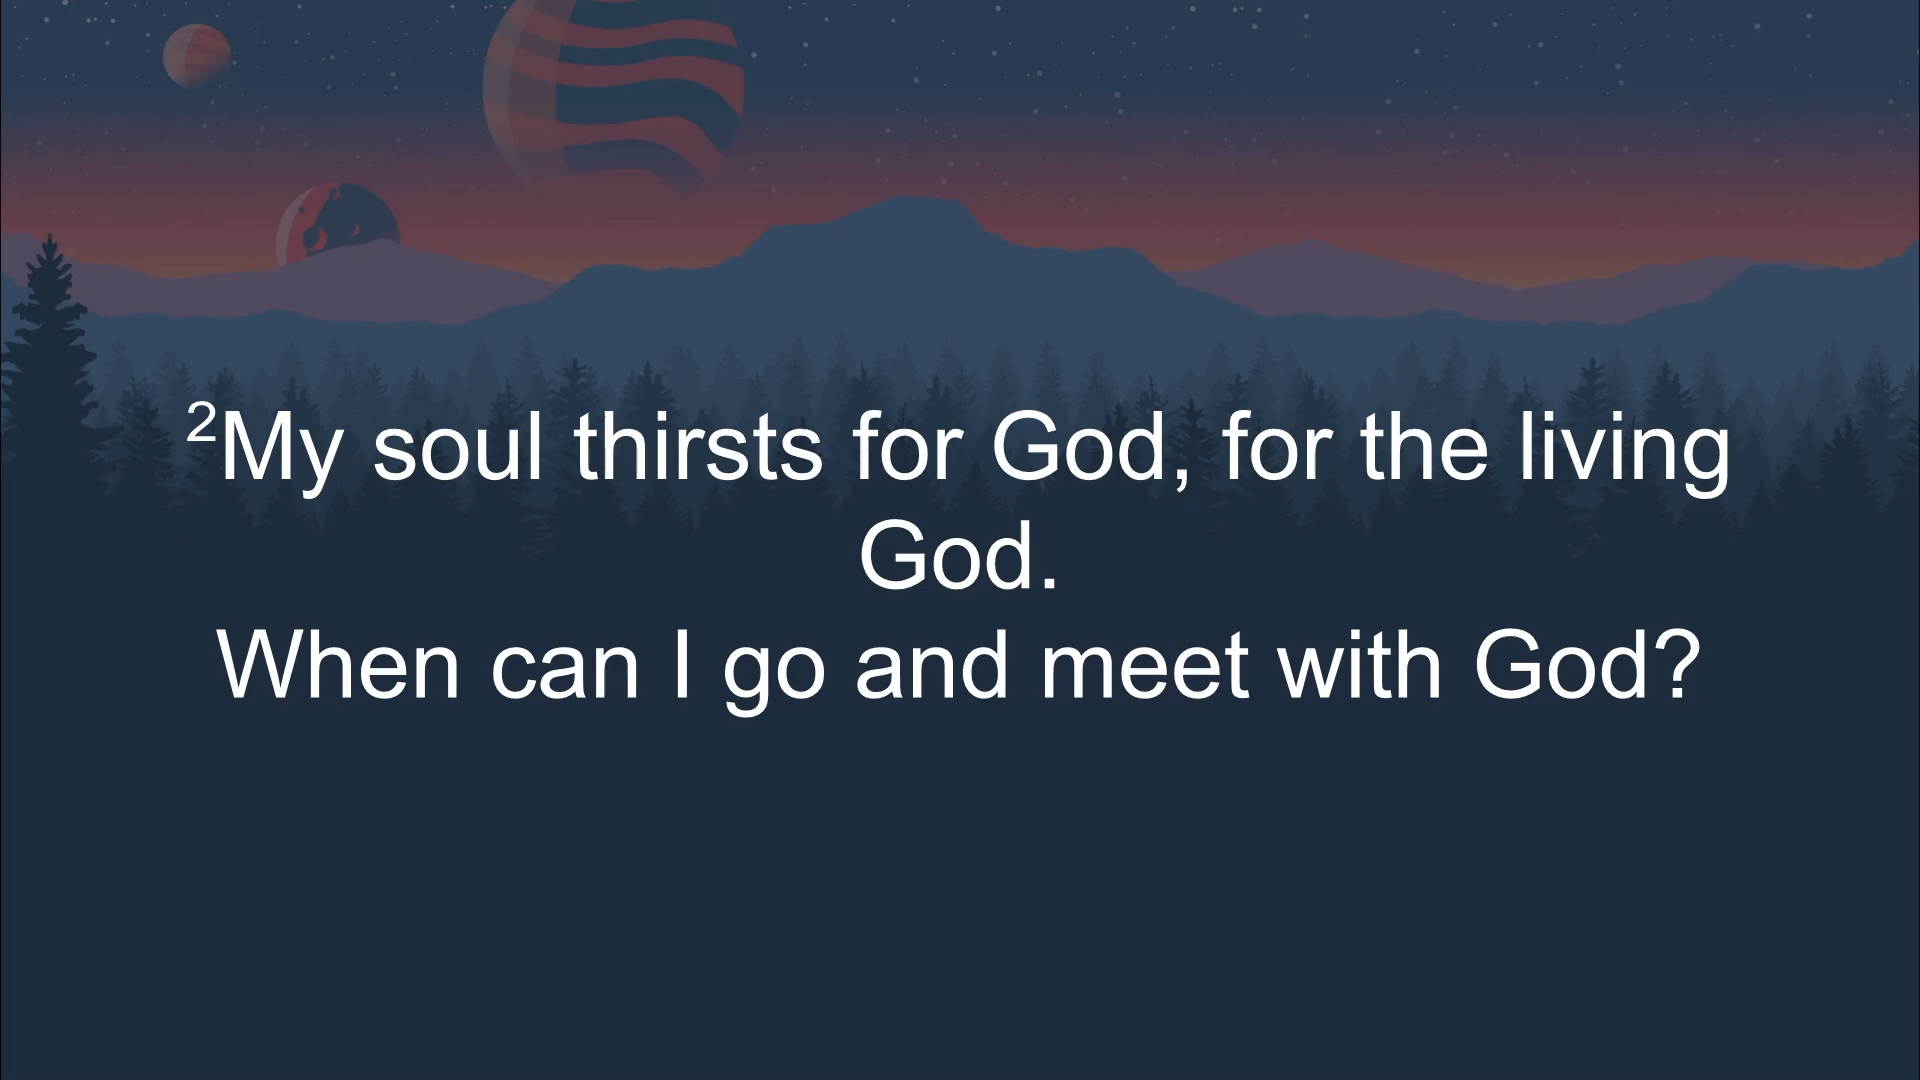 ²My soul thirsts for God, for the living
God.
When can I go and meet with God?